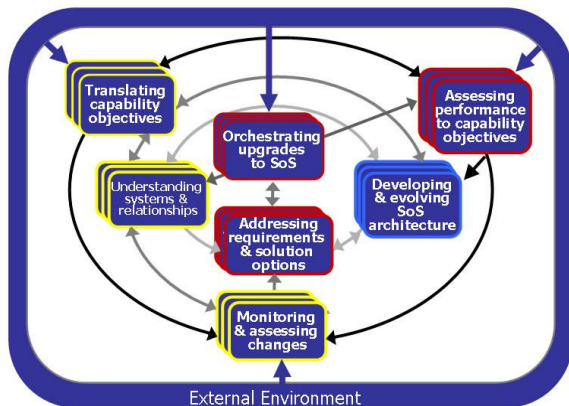 Translating
capability
objectives
Assessing
performance
to capability
objectives
Orchestrating
upgrades
to SoS
Understanding
systems &
relationships
Developing
& evolving
SoS
architecture
Addressing
requirements
& solution
options
Monitoring
& assessing
changes
External Environment